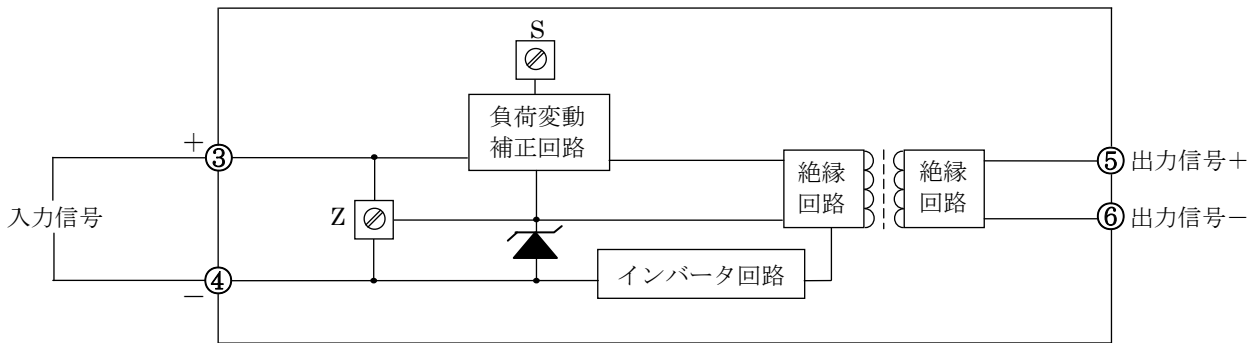 S
負荷変動
補正回路
+
③
絶縁
回路
絶縁
回路
⑤ 出力信号+
入力信号
Z
⑥ 出力信号−
④
−
インバータ回路